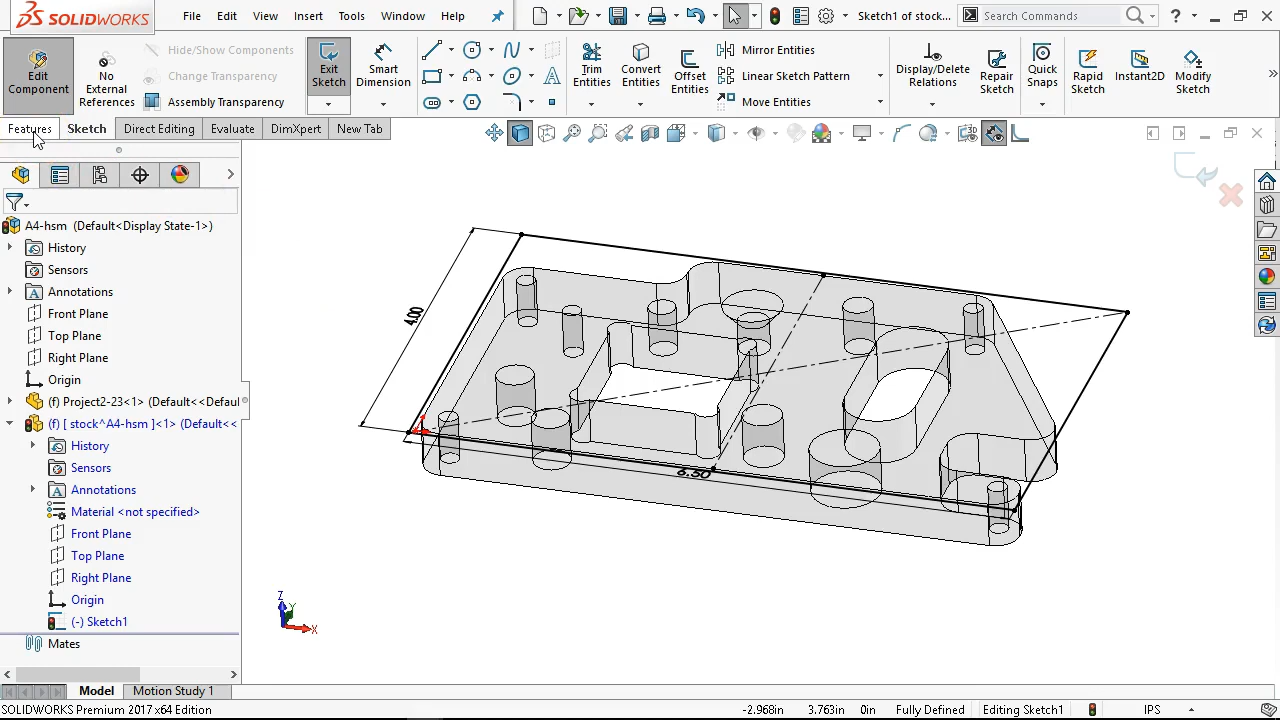 SOLIDWORKS
File Edit View Insert Tools Window Help
Sketch1 of stock...
Search Commands
Edit Component
No External References
Hide/Show Components
Change Transparency
Assembly Transparency
Exit Sketch
Smart Dimension
Trim Entities
Convert Entities
Offset Entities
Mirror Entities
Linear Sketch Pattern
Move Entities
Display/Delete Relations
Repair Sketch
Quick Snaps
Rapid Sketch
Instant2D
Modify Sketch
Features Sketch Direct Editing Evaluate DimXpert New Tab
A4-hsm (Default<Display State-1>)
History
Sensors
Annotations
Front Plane
Top Plane
Right Plane
Origin
(f) Project2-23<1> (Default<<Defaul
(f) [ stock^A4-hsm ]<1> (Default<<
History
Sensors
Annotations
Material <not specified>
Front Plane
Top Plane
Right Plane
Origin
(-) Sketch1
Mates
4.00
6.50
Z
Y
X
Model Motion Study 1
SOLIDWORKS Premium 2017 x64 Edition
-2.968in 3.763in 0in Fully Defined Editing Sketch1 IPS